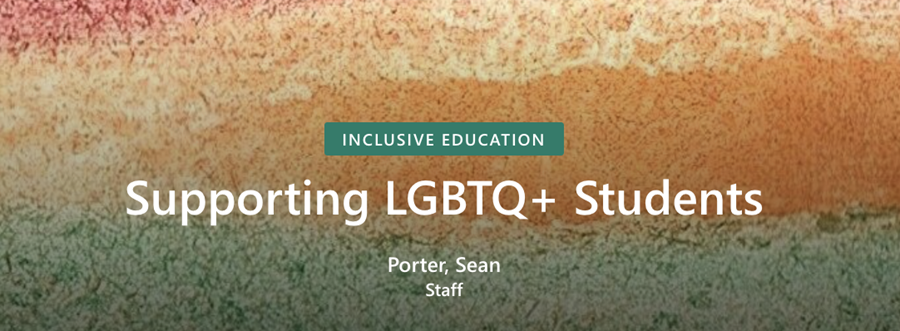 INCLUSIVE EDUCATION
Supporting LGBTQ+ Students
Porter, Sean
Staff